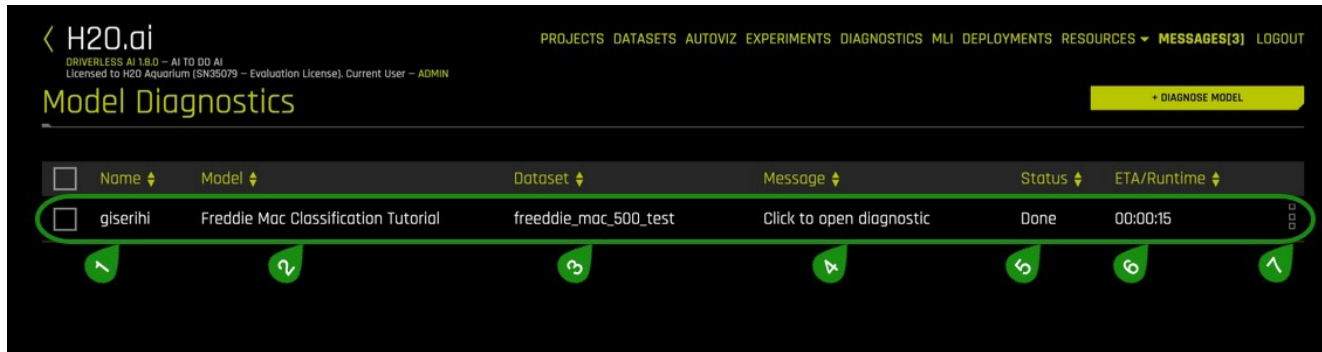 H2O.ai
PROJECTS DATASETS AUTOVIZ EXPERIMENTS DIAGNOSTICS MLI DEPLOYMENTS RESOURCES MESSAGES[3] LOGOUT
DRIVERLESS AI 1.8.0 – AI TO DO AI
Licensed to H2O Aquarium (SN35079 – Evaluation License). Current User – ADMIN
Model Diagnostics
+ DIAGNOSE MODEL
Name Model Dataset Message Status ETA/Runtime
giserihi Freddie Mac Classification Tutorial freeddie_mac_500_test Click to open diagnostic Done 00:00:15
1 2 3 4 5 6 7